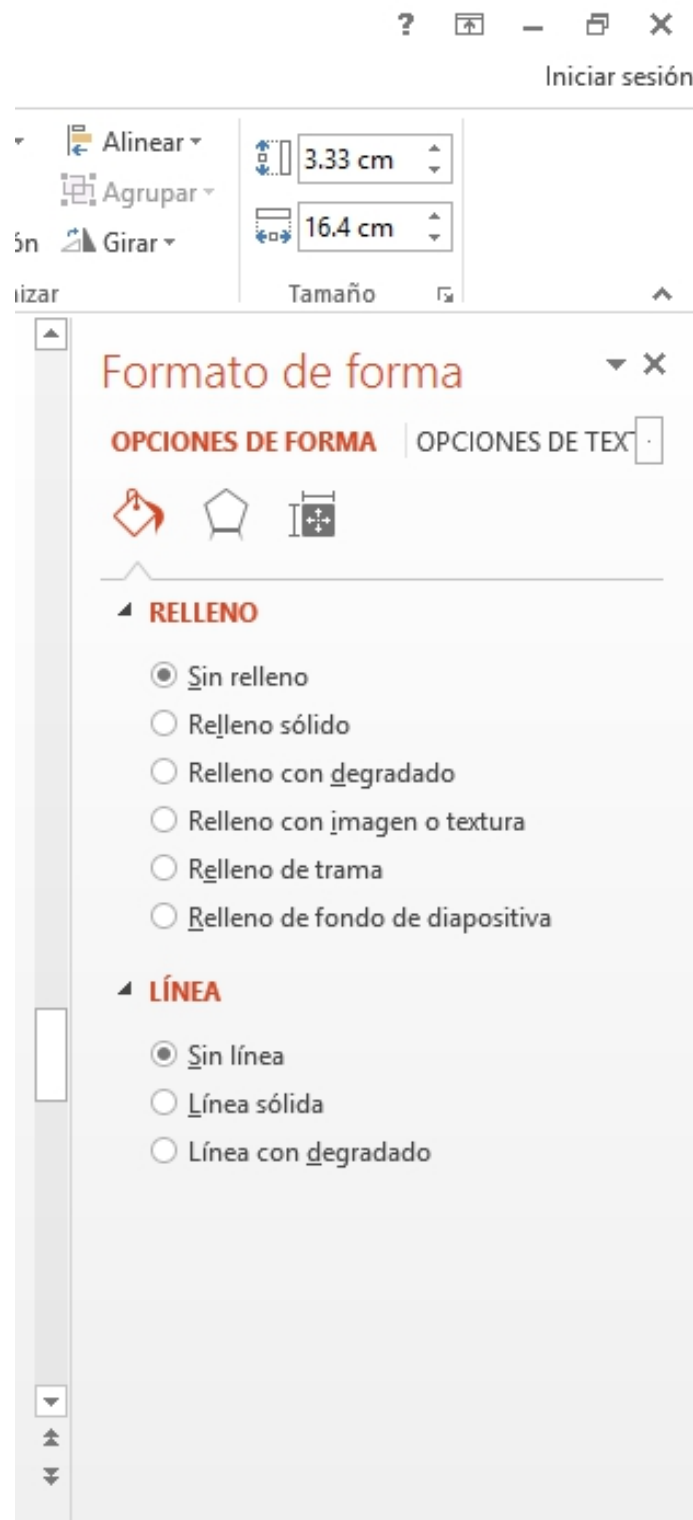 ?
Iniciar sesión
Alinear
3.33 cm
Agrupar
16.4 cm
ón Girar
izar Tamaño
Formato de forma
OPCIONES DE FORMA OPCIONES DE TEXT
RELLENO
Sin relleno
Relleno sólido
Relleno con degradado
Relleno con imagen o textura
Relleno de trama
Relleno de fondo de diapositiva
LÍNEA
Sin línea
Línea sólida
Línea con degradado